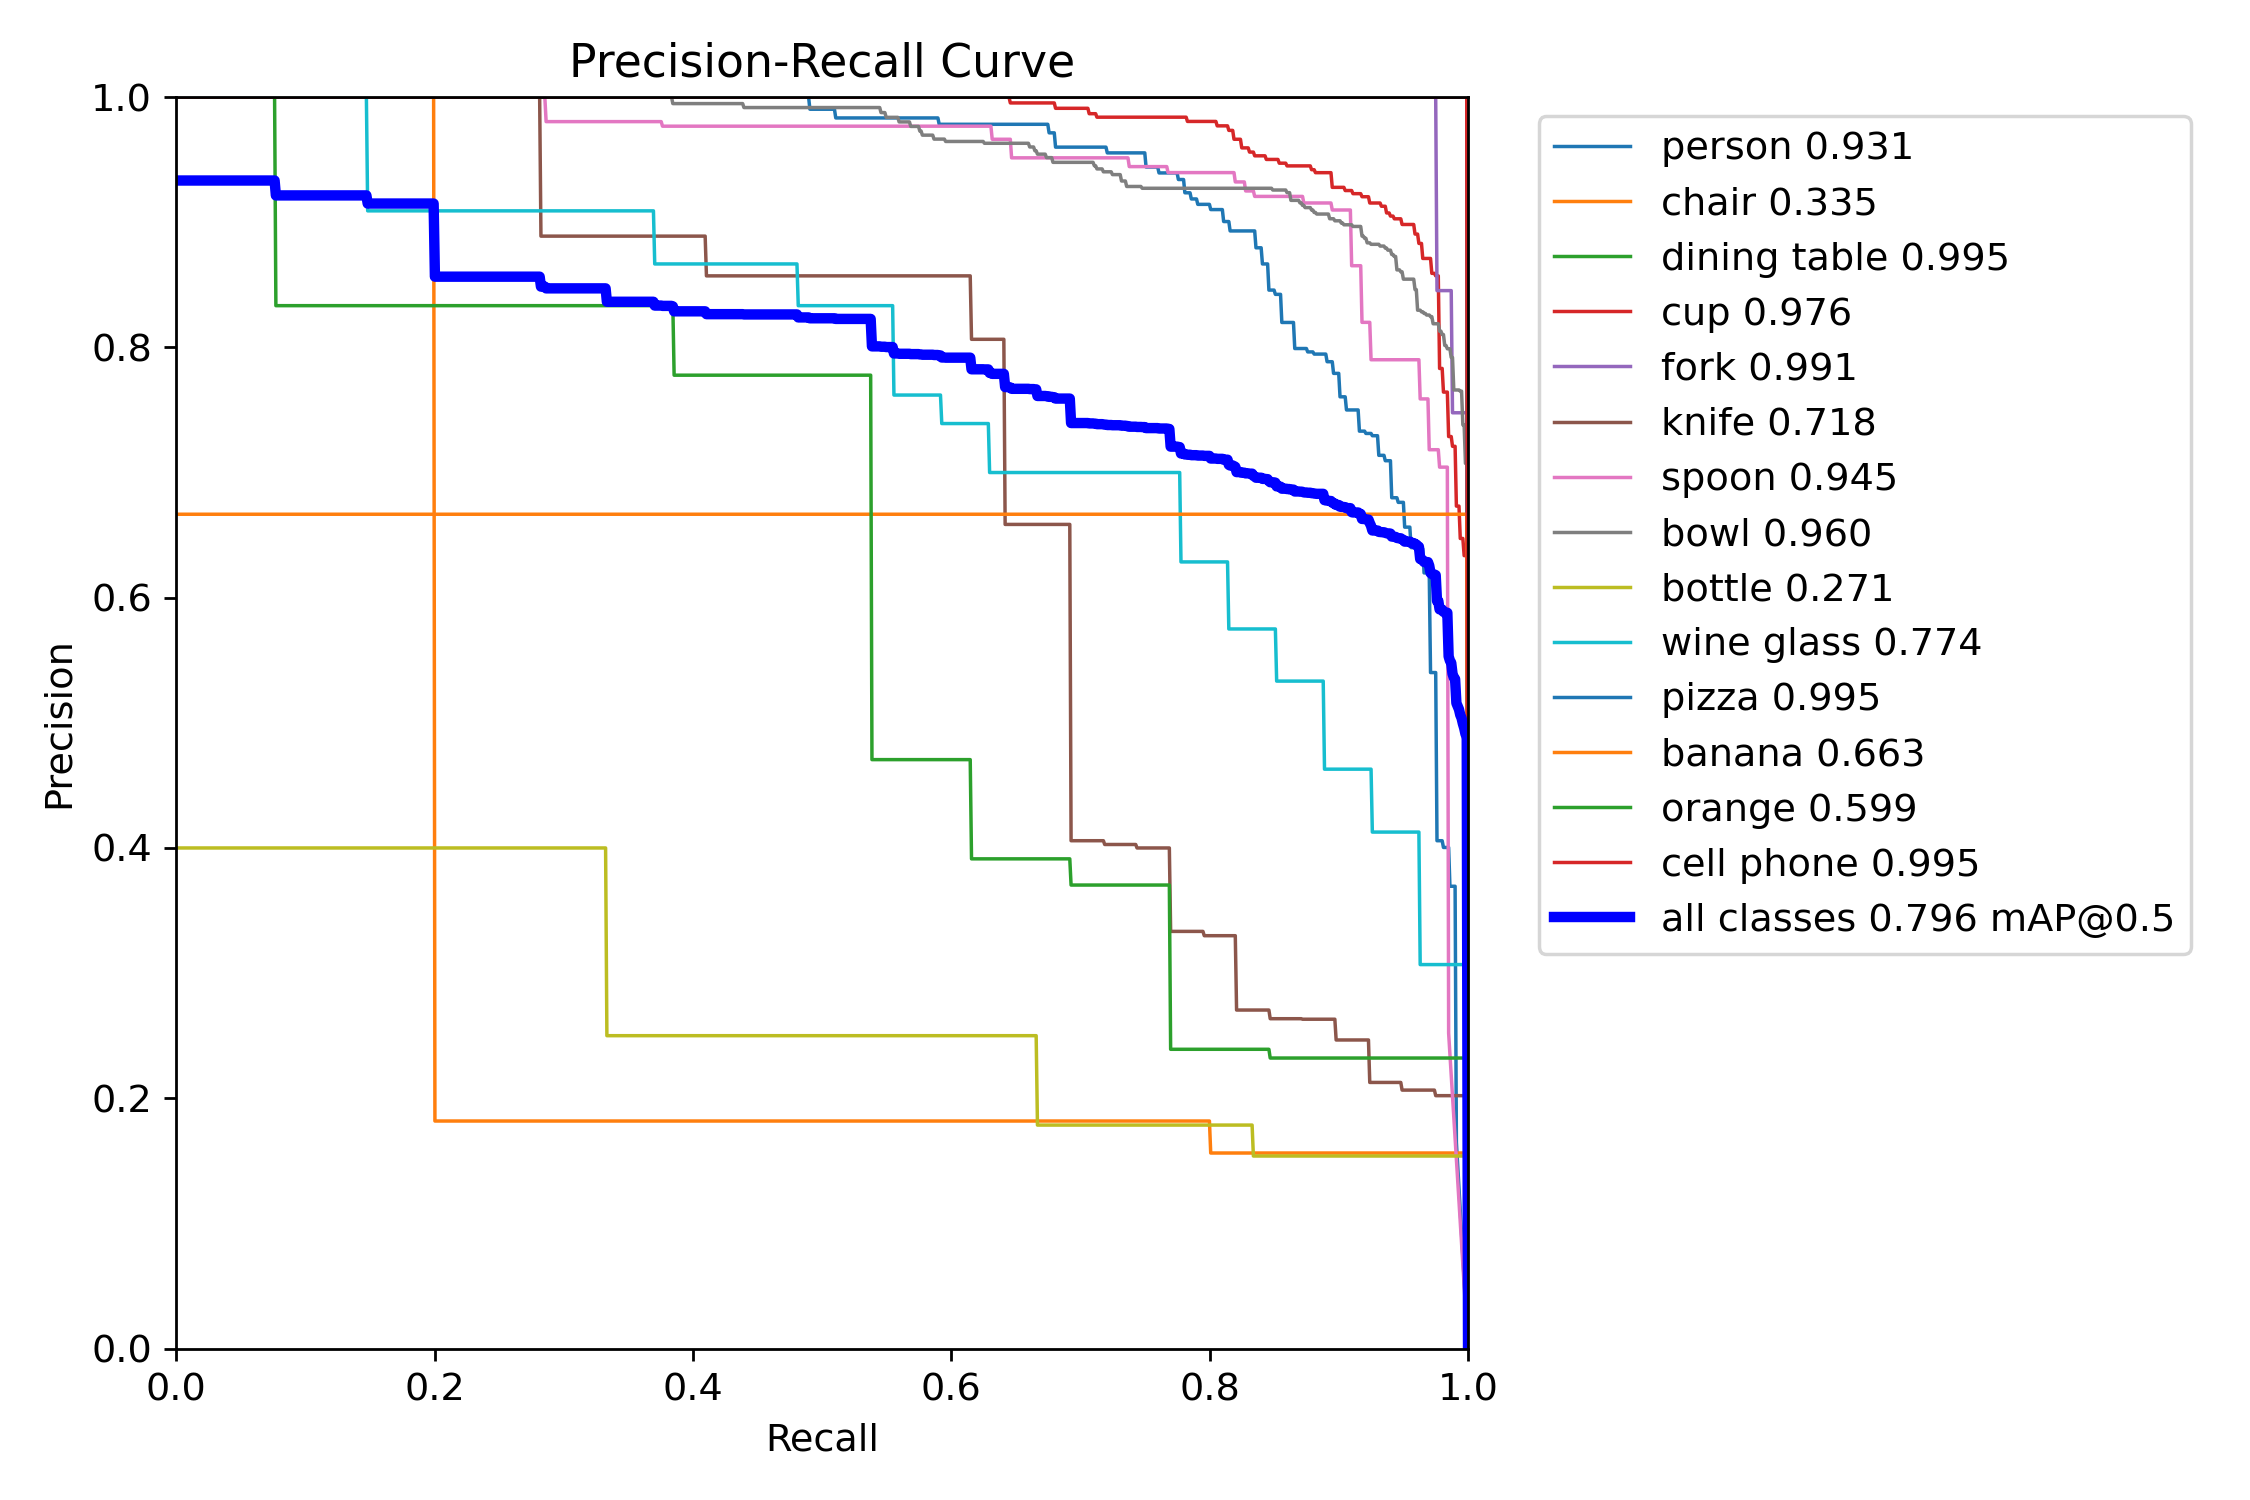 Precision-Recall Curve
1.0
0.8
0.6
0.4
0.2
0.0
Precision
0.0 0.2 0.4 0.6 0.8 1.0
Recall
person 0.931
chair 0.335
dining table 0.995
cup 0.976
fork 0.991
knife 0.718
spoon 0.945
bowl 0.960
bottle 0.271
wine glass 0.774
pizza 0.995
banana 0.663
orange 0.599
cell phone 0.995
all classes 0.796 mAP@0.5